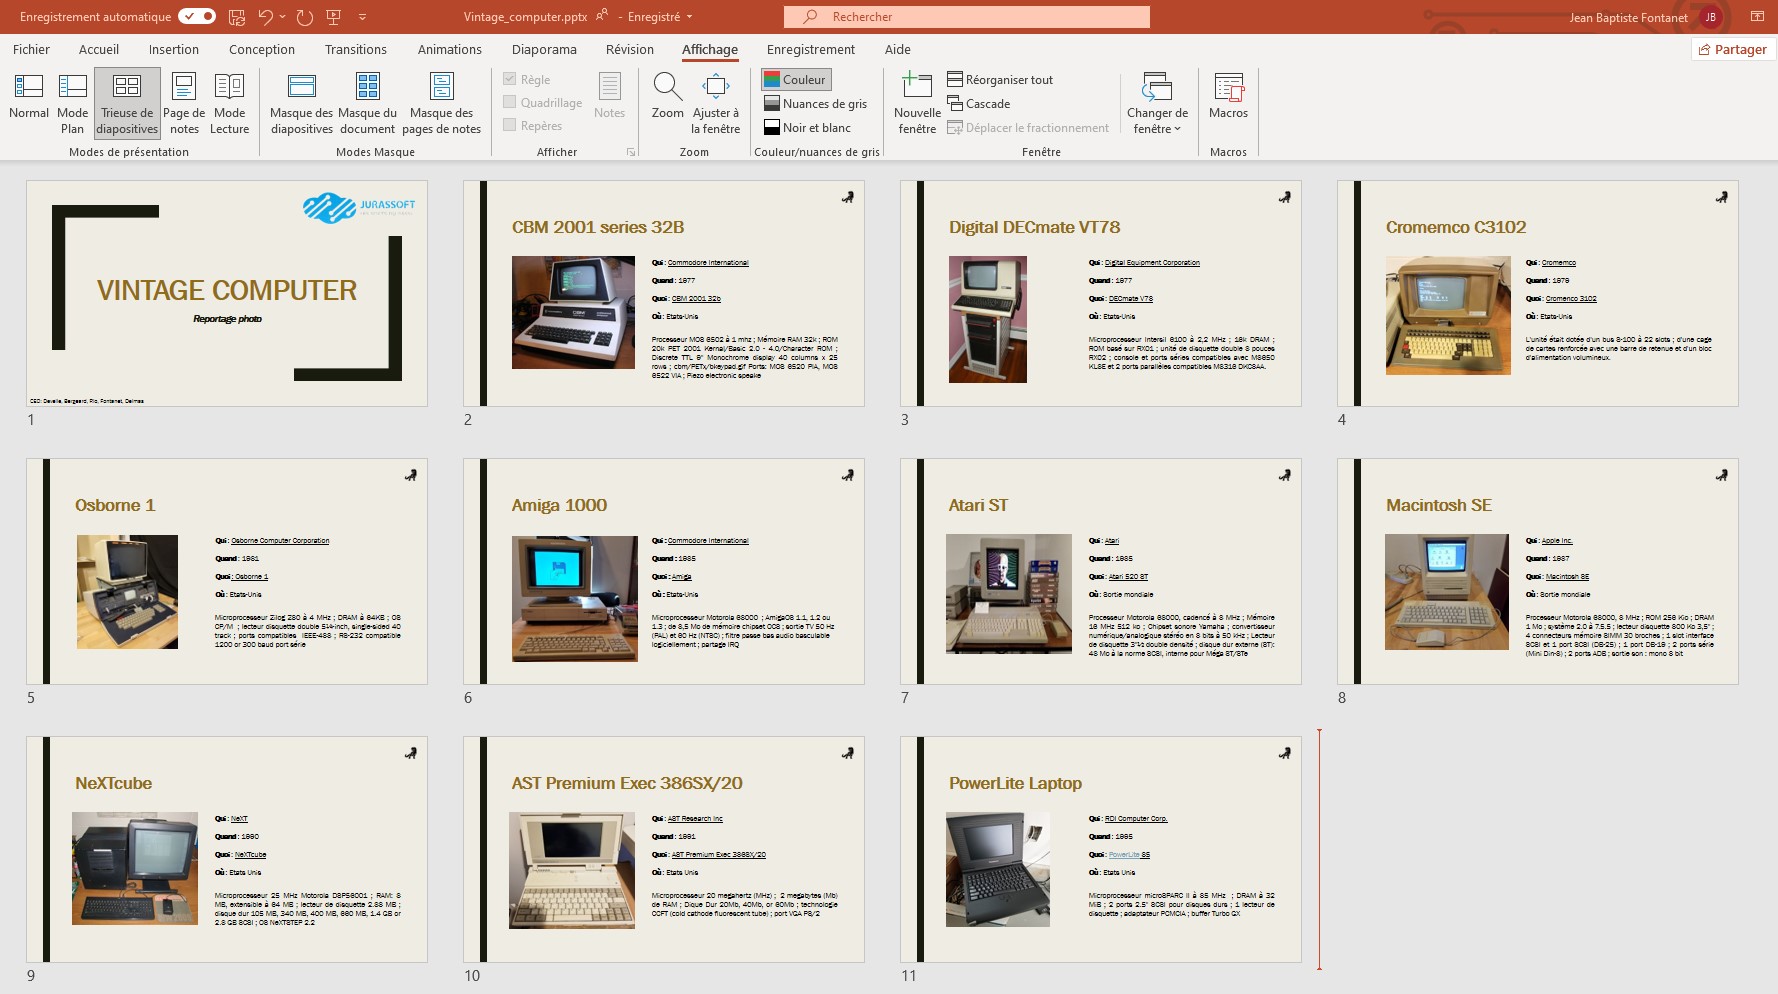 Enregistrement automatique
Vintage_computer.pptx - Enregistré
Rechercher
Jean Baptiste Fontanet JB
Fichier Accueil Insertion Conception Transitions Animations Diaporama Révision Affichage Enregistrement Aide
Partager
Normal
Mode Plan
Trieuse de diapositives
Page de notes
Mode Lecture
Modes de présentation
Masque des diapositives
Masque du document
Masque des pages de notes
Modes Masque
Règle
Quadrillage
Repères
Notes
Afficher
Zoom
Ajuster à la fenêtre
Zoom
Couleur
Nuances de gris
Noir et blanc
Couleur/nuances de gris
Nouvelle fenêtre
Réorganiser tout
Cascade
Déplacer le fractionnement
Changer de fenêtre
Fenêtre
Macros
Macros
JURASSOFT
VINTAGE COMPUTER
Reportage photo
1
CBM 2001 series 32B
Qui : Commodore International
Quand : 1977
Quoi : CBM 2001 32b
Où : Etats-Unis
Processeur MOS 6502 à 1 mhz ; Mémoire RAM 32k ; ROM
20k PET 2001 Kernal/Basic 2.0 - 4.0/Character ROM ;
Discrete TTL 9" Monochrome display 40 columns x 25
rows ; cbm/PETx/bkeypad.gif Ports: MOS 6520 PIA, MOS
6522 VIA ; Piezo electronic speake
2
Digital DECmate VT78
Qui : Digital Equipment Corporation
Quand : 1977
Quoi : DECmate V78
Où : Etats-Unis
Microprocesseur Intersil 6100 à 2,2 MHz ; 16k DRAM ;
ROM basé sur RX01 ; unité de disquette double 8 pouces
RX02 ; console et ports séries compatibles avec MS650
KL8E et 2 ports parallèles compatibles M8316 DKC8AA.
3
Cromemco C3102
Qui : Cromemco
Quand : 1979
Quoi : Cromenco 3102
Où : Etats-Unis
L'unité était dotée d'un bus S-100 à 22 slots ; d'une cage
de cartes renforcée avec une barre de retenue et d'un bloc
d'alimentation volumineux.
4
Osborne 1
Qui : Osborne Computer Corporation
Quand : 1981
Quoi : Osborne 1
Où : Etats-Unis
Microprocesseur Zilog Z80 à 4 MHz ; DRAM à 64KB ; OS
CP/M ; lecteur disquette double 5¼-inch, single-sided 40
track ; ports compatibles IEEE-488 ; RS-232 compatible
1200 or 300 baud port série
5
Amiga 1000
Qui : Commodore International
Quand : 1985
Quoi : Amiga
Où : Etats-Unis
Microprocesseur Motorola 68000 ; AmigaOS 1.1, 1.2 ou
1.3 ; de 8,5 Mo de mémoire chipset OCS ; sortie TV 50 Hz
(PAL) et 60 Hz (NTSC) ; filtre passe bas audio basculable
logiciellement ; partage IRQ
6
Atari ST
Qui : Atari
Quand : 1985
Quoi : Atari 520 ST
Où : Sortie mondiale
Processeur Motorola 68000, cadencé à 8 MHz ; Mémoire
16 MHz 512 ko ; Chipset sonore Yamaha ; convertisseur
numérique/analogique stéréo en 8 bits à 50 kHz ; Lecteur
de disquette 3"½ double densité ; disque dur externe (ST):
48 Mo à la norme SCSI, interne pour Méga ST/STe
7
Macintosh SE
Qui : Apple Inc.
Quand : 1987
Quoi : Macintosh SE
Où : Sortie mondiale
Processeur Motorola 68000, 8 MHz ; ROM 256 Kio ; DRAM
1 Mo ; système 2.0 à 7.5.5 ; lecteur disquette 800 Ko 3,5" ;
4 connecteurs mémoire SIMM 30 broches ; 1 slot interface
SCSI et 1 port SCSI (DB-25) ; 1 port DB-19 ; 2 ports série
(Mini Din-8) ; 2 ports ADB ; sortie son : mono 8 bit
8
NeXTcube
Qui : NeXT
Quand : 1990
Quoi : NeXTcube
Où : Etats Unis
Microprocesseur 25 MHz Motorola DSP56001 ; RAM: 8
MB, extensible à 64 MB ; lecteur de disquette 2.88 MB ;
disque dur 105 MB, 340 MB, 400 MB, 660 MB, 1.4 GB or
2.8 GB SCSI ; OS NeXTSTEP 2.2
9
AST Premium Exec 386SX/20
Qui : AST Research Inc
Quand : 1991
Quoi : AST Premium Exec 386SX/20
Où : Etats Unis
Microprocesseur 20 megahertz (MHz) ; 2 megabytes (Mb)
de RAM ; Dique Dur 20Mb, 40Mb, or 60Mb ; technologie
CCFT (cold cathode fluorescent tube) ; port VGA PS/2
10
PowerLite Laptop
Qui : RDI Computer Corp.
Quand : 1995
Quoi : PowerLite 85
Où : Etats Unis
Microprocesseur microSPARC II à 85 MHz ; DRAM à 32
MiB ; 2 ports 2.5" SCSI pour disques durs ; 1 lecteur de
disquette ; adaptateur PCMCIA ; buffer Turbo GX
11